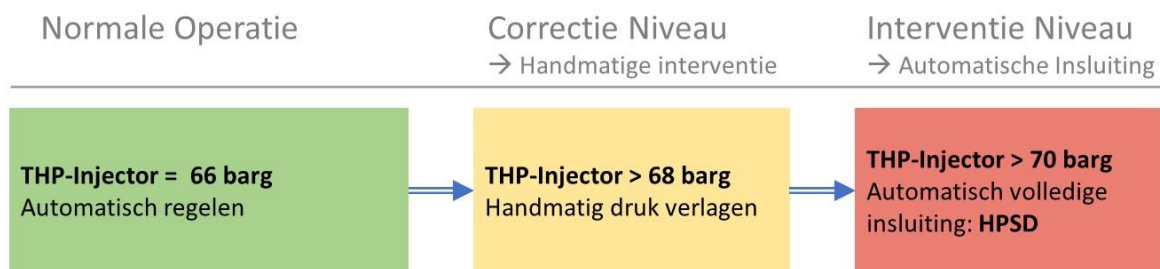 Normale Operatie
Correctie Niveau
→ Handmatige interventie
Interventie Niveau
→ Automatische Insluiting
THP-Injector = 66 barg
Automatisch regelen
THP-Injector > 68 barg
Handmatig druk verlagen
THP-Injector > 70 barg
Automatisch volledige
insluiting: HPSD